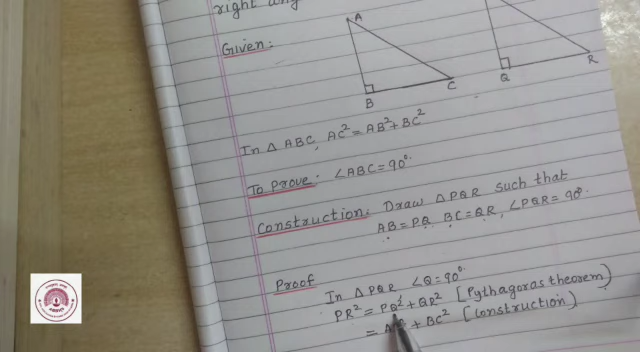 right
Given:
A
B
C
Q
R
In △ ABC, AC² = AB² + BC²
To Prove: ∠ABC = 90°
Construction: Draw △PQR such that
AB = PQ BC = QR, ∠PQR = 90°.
Proof
In △PQR ∠Q = 90°.
PR² = PQ² + QR² [Pythagoras theorem]
= + BC² [Construction]